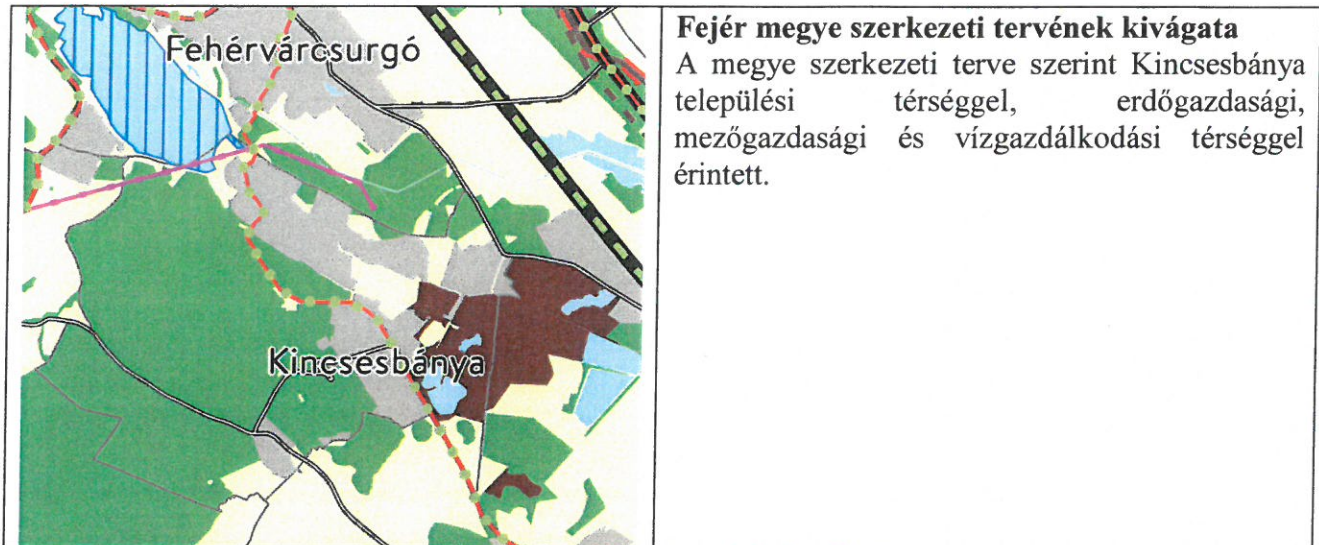 Fehérvárcsurgó
Kincsesbánya
Fejér megye szerkezeti tervének kivágata
A megye szerkezeti terve szerint Kincsesbánya
települési térséggel, erdőgazdasági,
mezőgazdasági és vízgazdálkodási térséggel
érintett.